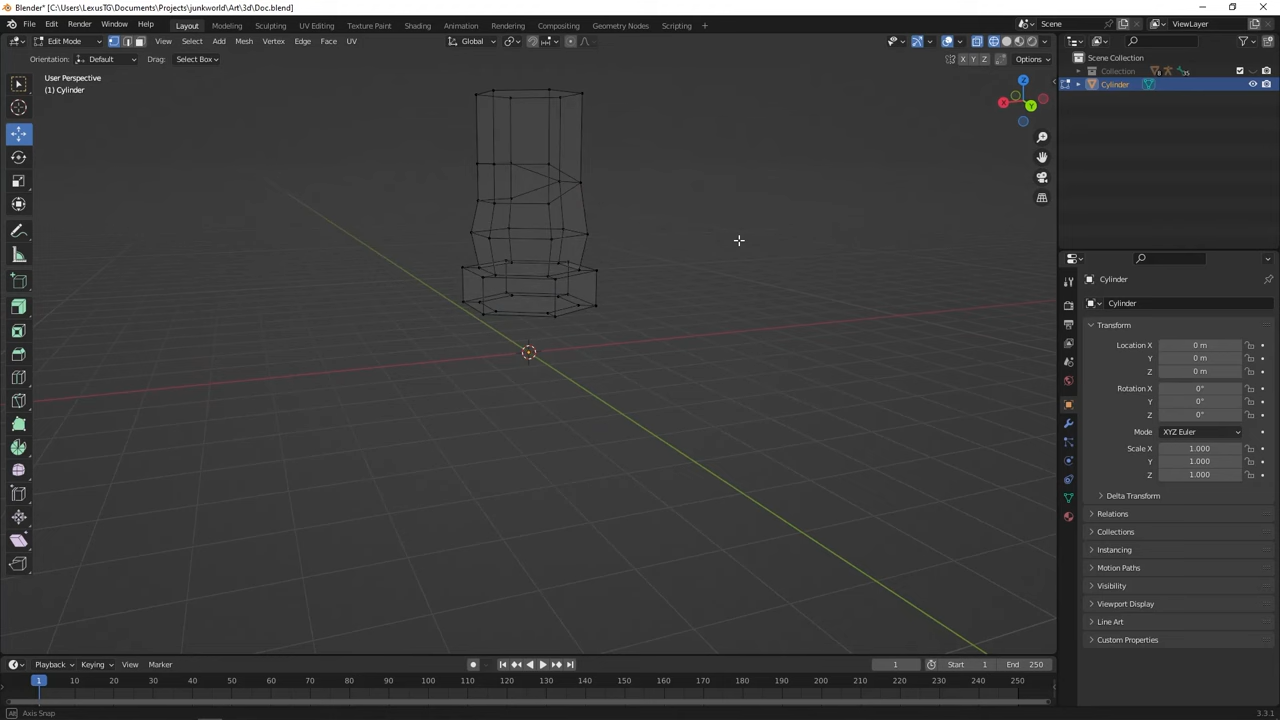 Blender* [C:\Users\LexusTG\Documents\Projects\junkworld\Art\3d\Doc.blend]
File Edit Render Window Help Layout Modeling Sculpting UV Editing Texture Paint Shading Animation Rendering Compositing Geometry Nodes Scripting + Scene ViewLayer
Edit Mode View Select Add Mesh Vertex Edge Face UV Global
Orientation: Default Drag: Select Box X Y Z Options
User Perspective
(1) Cylinder
Z
X
Y
Scene Collection
Collection 8 35
Cylinder
Cylinder
Cylinder
Transform
Location X 0 m
Y 0 m
Z 0 m
Rotation X 0°
Y 0°
Z 0°
Mode XYZ Euler
Scale X 1.000
Y 1.000
Z 1.000
Delta Transform
Relations
Collections
Instancing
Motion Paths
Visibility
Viewport Display
Line Art
Custom Properties
Playback Keying View Marker 1 Start 1 End 250
1 10 20 30 40 50 60 70 80 90 100 110 120 130 140 150 160 170 180 190 200 210 220 230 240 250
Axis Snap 3.3.1